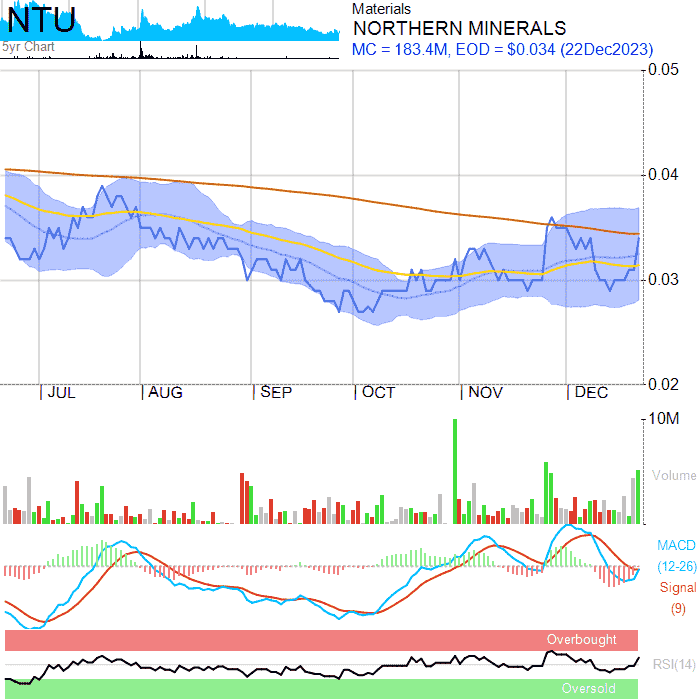 NTU
5yr Chart
Materials
NORTHERN MINERALS
MC = 183.4M, EOD = $0.034 (22Dec2023)
0.05
0.04
0.03
0.02
JUL AUG SEP OCT NOV DEC
10M
Volume
MACD
(12-26)
Signal
(9)
Overbought
RSI(14)
Oversold